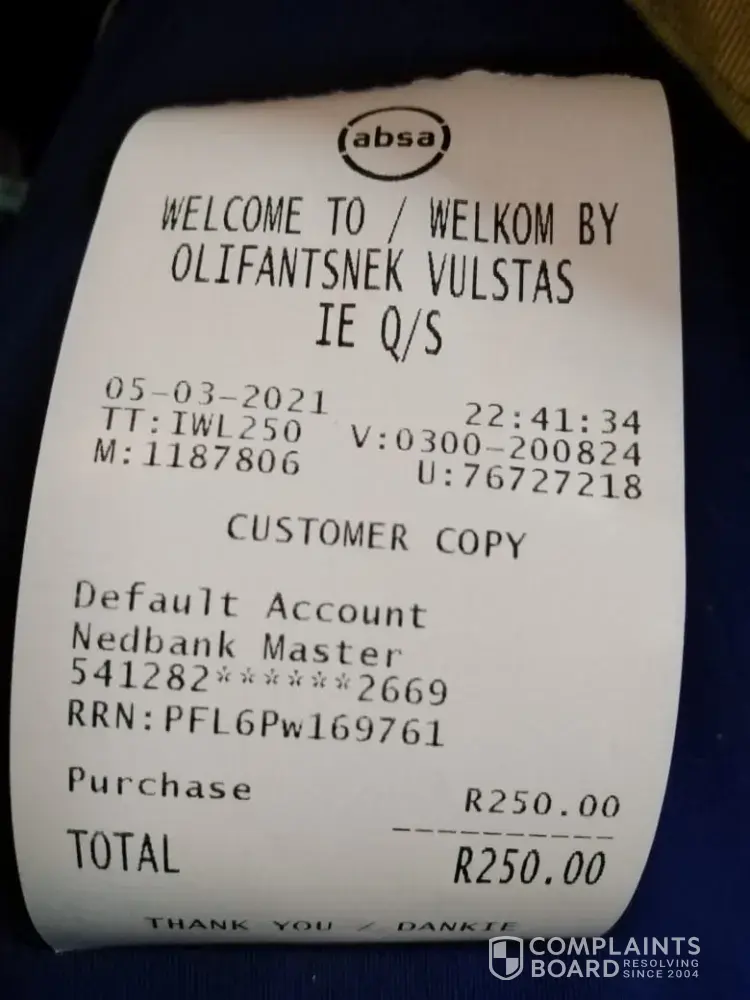 absa
WELCOME TO / WELKOM BY
OLIFANTSNEK VULSTAS
IE Q/S
05-03-2021 22:41:34
TT:IWL250 V:0300-200824
M:1187806 U:76727218
CUSTOMER COPY
Default Account
Nedbank Master
541282******2669
RRN:PFL6Pw169761
Purchase R250.00
TOTAL R250.00
THANK YOU / DANKIE
COMPLAINTS
BOARD RESOLVING
SINCE 2004